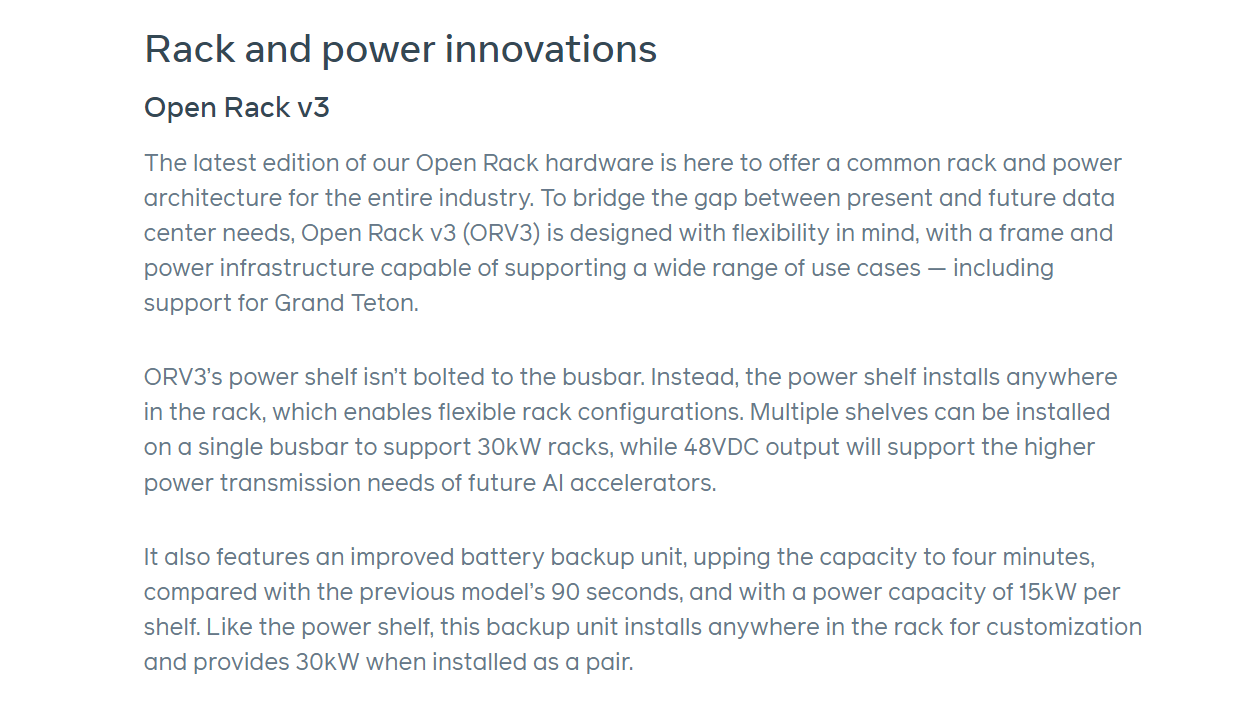 Rack and power innovations
Open Rack v3
The latest edition of our Open Rack hardware is here to offer a common rack and power
architecture for the entire industry. To bridge the gap between present and future data
center needs, Open Rack v3 (ORV3) is designed with flexibility in mind, with a frame and
power infrastructure capable of supporting a wide range of use cases — including
support for Grand Teton.
ORV3’s power shelf isn’t bolted to the busbar. Instead, the power shelf installs anywhere
in the rack, which enables flexible rack configurations. Multiple shelves can be installed
on a single busbar to support 30kW racks, while 48VDC output will support the higher
power transmission needs of future AI accelerators.
It also features an improved battery backup unit, upping the capacity to four minutes,
compared with the previous model’s 90 seconds, and with a power capacity of 15kW per
shelf. Like the power shelf, this backup unit installs anywhere in the rack for customization
and provides 30kW when installed as a pair.